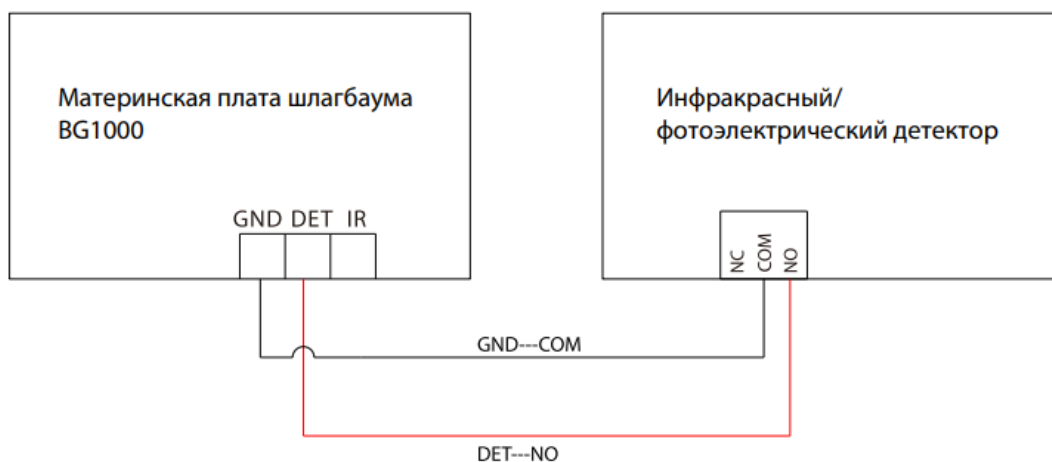 Материнская плата шлагбаума
BG1000
Инфракрасный/
фотоэлектрический детектор
GND DET IR
NC
COM
NO
GND---COM
DET---NO